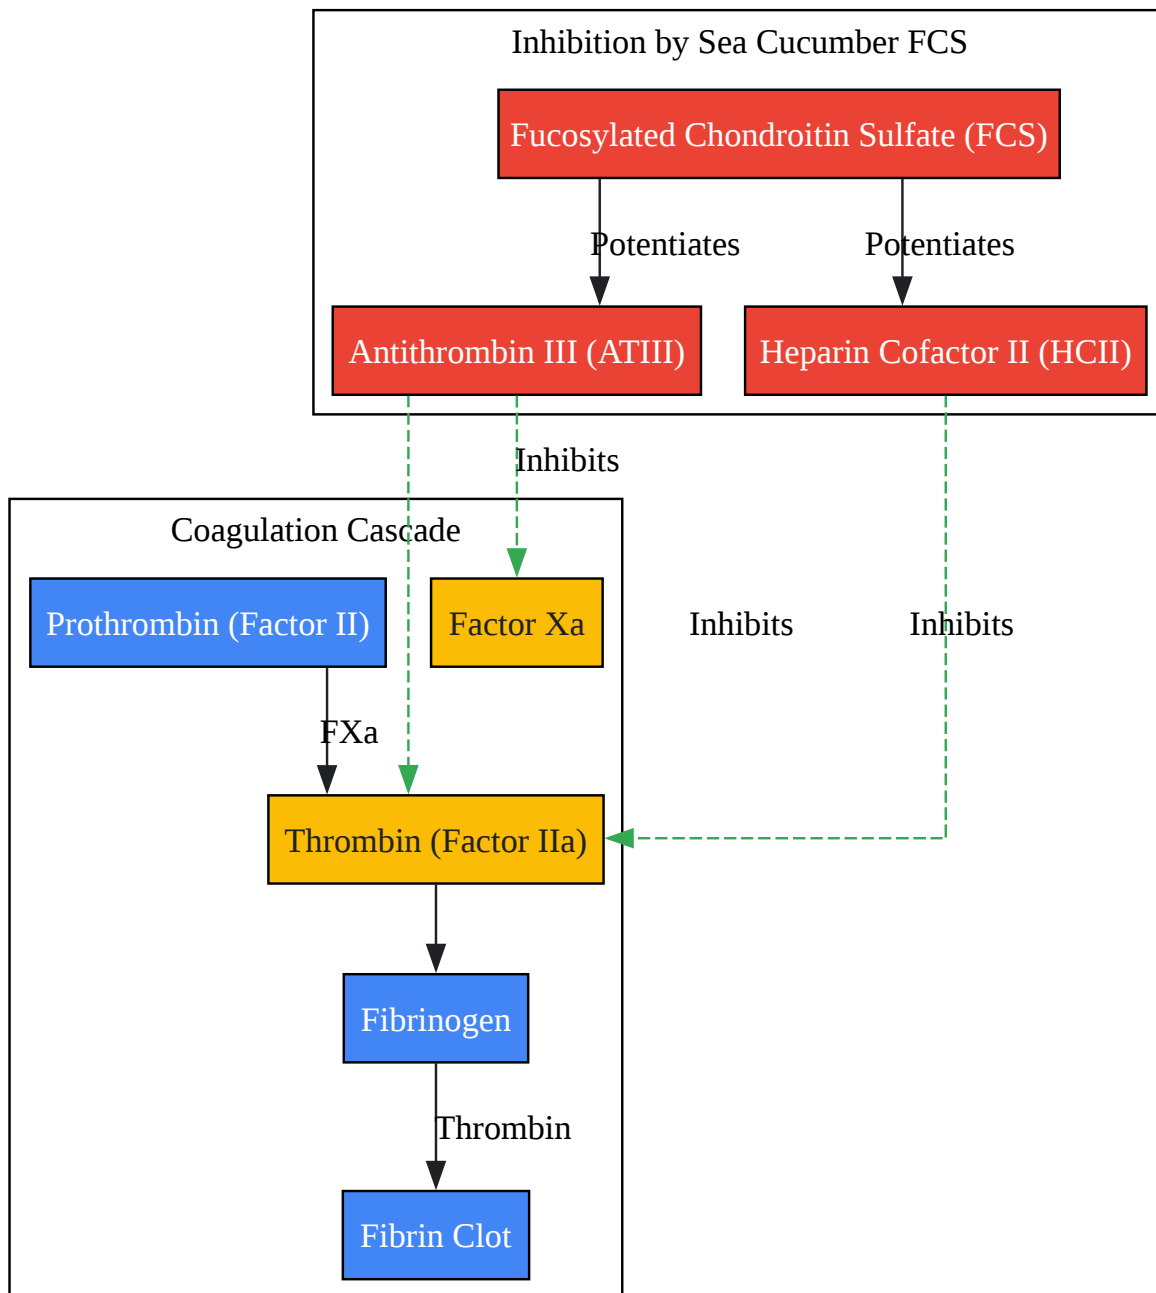 Inhibition by Sea Cucumber FCS
Fucosylated Chondroitin Sulfate (FCS)
Potentiates
Potentiates
Antithrombin III (ATIII)
Heparin Cofactor II (HCII)
Inhibits
Coagulation Cascade
Prothrombin (Factor II)
Factor Xa
Inhibits
Inhibits
FXa
Thrombin (Factor IIa)
Fibrinogen
Thrombin
Fibrin Clot